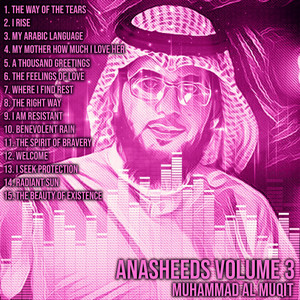 1. THE WAY OF THE TEARS
2. I RISE
3. MY ARABIC LANGUAGE
4. MY MOTHER HOW MUCH I LOVE HER
5. A THOUSAND GREETINGS
6. THE FEELINGS OF LOVE
7. WHERE I FIND REST
8. THE RIGHT WAY
9. I AM RESISTANT
10. BENEVOLENT RAIN
11. THE SPIRIT OF BRAVERY
12. WELCOME
13. I SEEK PROTECTION
14. RADIANT SUN
15. THE BEAUTY OF EXISTENCE
ANASHEEDS VOLUME 3
MUHAMMAD AL MUQIT